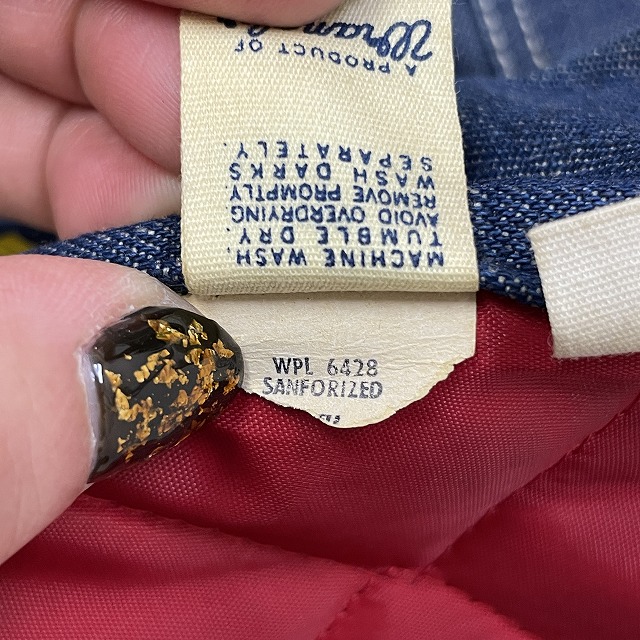 A PRODUCT OF
MACHINE WASH.
TUMBLE DRY.
AVOID OVERDRYING
REMOVE PROMPTLY
WASH DARKS
SEPARATELY.
WPL 6428
SANFORIZED